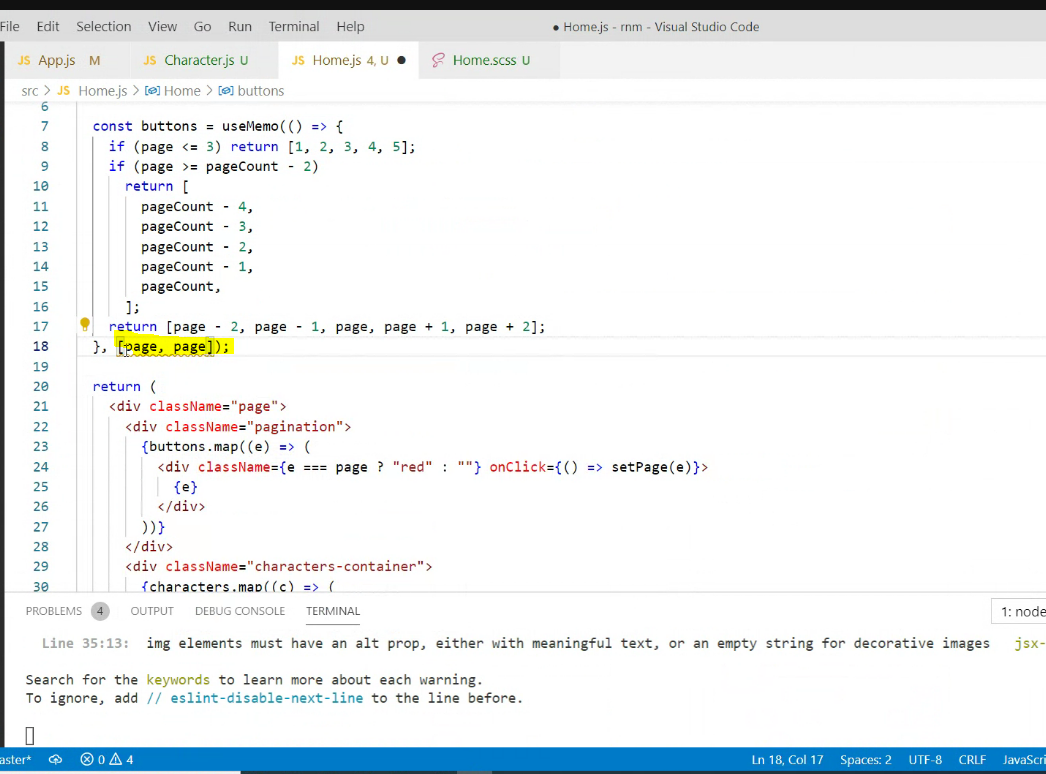 File Edit Selection View Go Run Terminal Help ● Home.js - rnm - Visual Studio Code
JS App.js M JS Character.js U JS Home.js 4, U ● Home.scss U
src > JS Home.js > Home > buttons
6
7 const buttons = useMemo(() => {
8 if (page <= 3) return [1, 2, 3, 4, 5];
9 if (page >= pageCount - 2)
10 return [
11 pageCount - 4,
12 pageCount - 3,
13 pageCount - 2,
14 pageCount - 1,
15 pageCount,
16 ];
17 return [page - 2, page - 1, page, page + 1, page + 2];
18 }, [page, page]);
19
20 return (
21 <div className="page">
22 <div className="pagination">
23 {buttons.map((e) => (
24 <div className={e === page ? "red" : ""} onClick={() => setPage(e)}>
25 {e}
26 </div>
27 ))}
28 </div>
29 <div className="characters-container">
30 {characters.map((c) => (
PROBLEMS 4 OUTPUT DEBUG CONSOLE TERMINAL 1: node
Line 35:13: img elements must have an alt prop, either with meaningful text, or an empty string for decorative images jsx-
Search for the keywords to learn more about each warning.
To ignore, add // eslint-disable-next-line to the line before.
aster* 0 4 Ln 18, Col 17 Spaces: 2 UTF-8 CRLF JavaScri